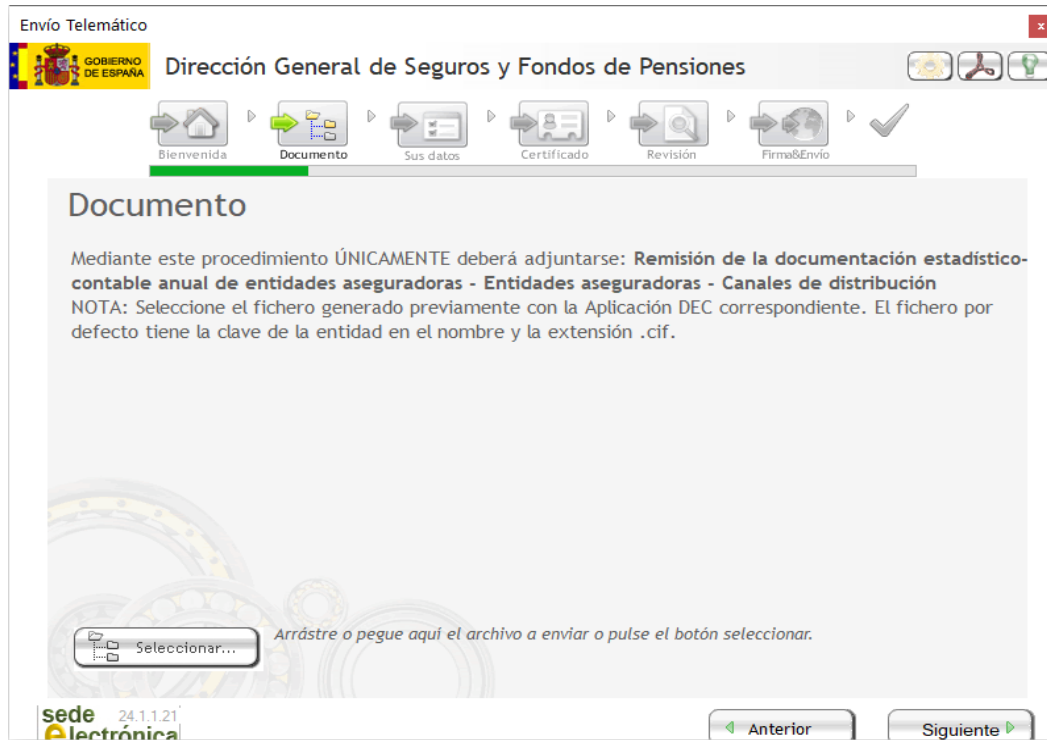 Envío Telemático
x
GOBIERNO
DE ESPAÑA
Dirección General de Seguros y Fondos de Pensiones
Bienvenida
Documento
Sus datos
Certificado
Revisión
Firma&Envío
Documento
Mediante este procedimiento ÚNICAMENTE deberá adjuntarse: Remisión de la documentación estadístico-
contable anual de entidades aseguradoras - Entidades aseguradoras - Canales de distribución
NOTA: Seleccione el fichero generado previamente con la Aplicación DEC correspondiente. El fichero por
defecto tiene la clave de la entidad en el nombre y la extensión .cif.
Seleccionar...
Arrástre o pegue aquí el archivo a enviar o pulse el botón seleccionar.
sede
electrónica
24.1.1.21
Anterior
Siguiente